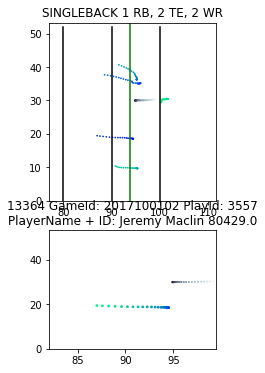 SINGLEBACK 1 RB, 2 TE, 2 WR
50
40
30
20
10
0
80 90 100 110
13364 GameId: 2017100102 PlayId: 3557
PlayerName + ID: Jeremy Maclin 80429.0
40
20
0
85 90 95